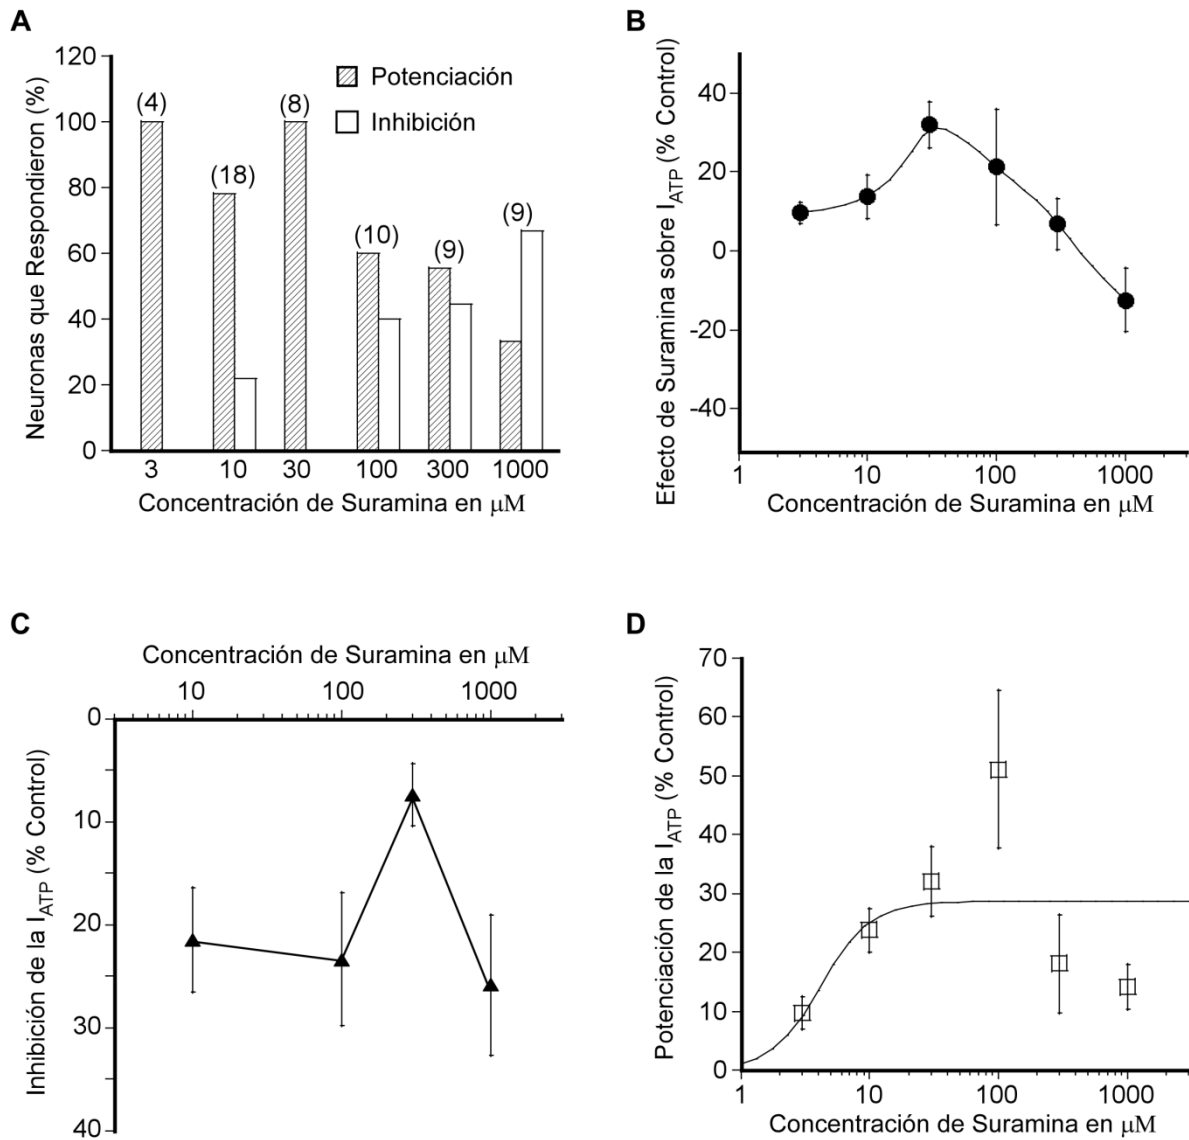 A
Neuronas que Respondieron (%)
120
100
80
60
40
20
0
(4)
(18)
(8)
(10)
(9)
(9)
Potenciación
Inhibición
3 10 30 100 300 1000
Concentración de Suramina en μM
B
Efecto de Suramina sobre I_ATP (% Control)
40
20
0
-20
-40
1 10 100 1000
Concentración de Suramina en μM
C
Concentración de Suramina en μM
10 100 1000
Inhibición de la I_ATP (% Control)
0
10
20
30
40
D
Potenciación de la I_ATP (% Control)
70
60
50
40
30
20
10
0
1 10 100 1000
Concentración de Suramina en μM